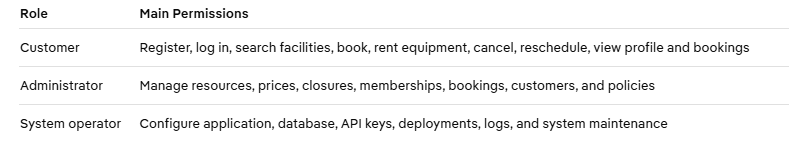 Role Main Permissions
Customer Register, log in, search facilities, book, rent equipment, cancel, reschedule, view profile and bookings
Administrator Manage resources, prices, closures, memberships, bookings, customers, and policies
System operator Configure application, database, API keys, deployments, logs, and system maintenance